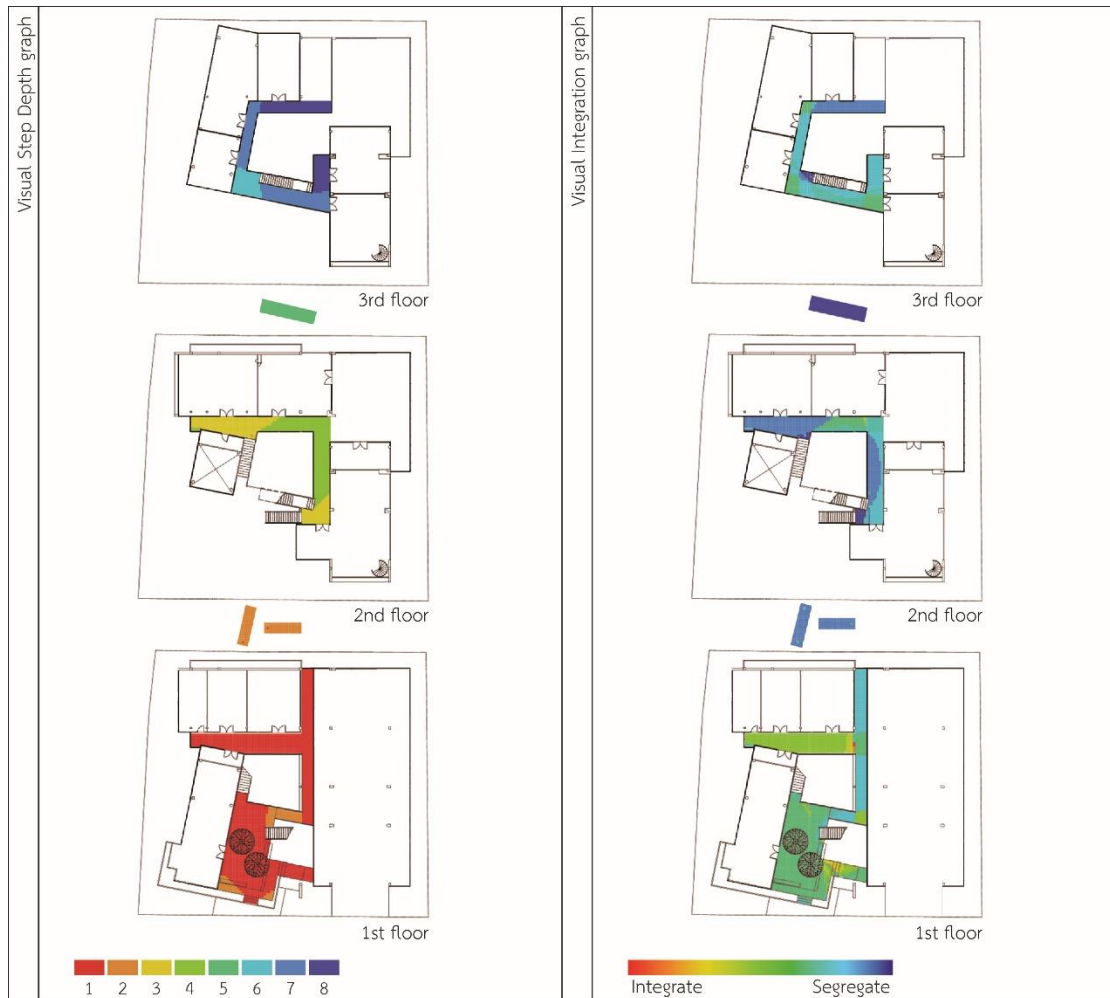 Visual Step Depth graph
3rd floor
2nd floor
1st floor
1 2 3 4 5 6 7 8
Visual Integration graph
3rd floor
2nd floor
1st floor
Integrate Segregate